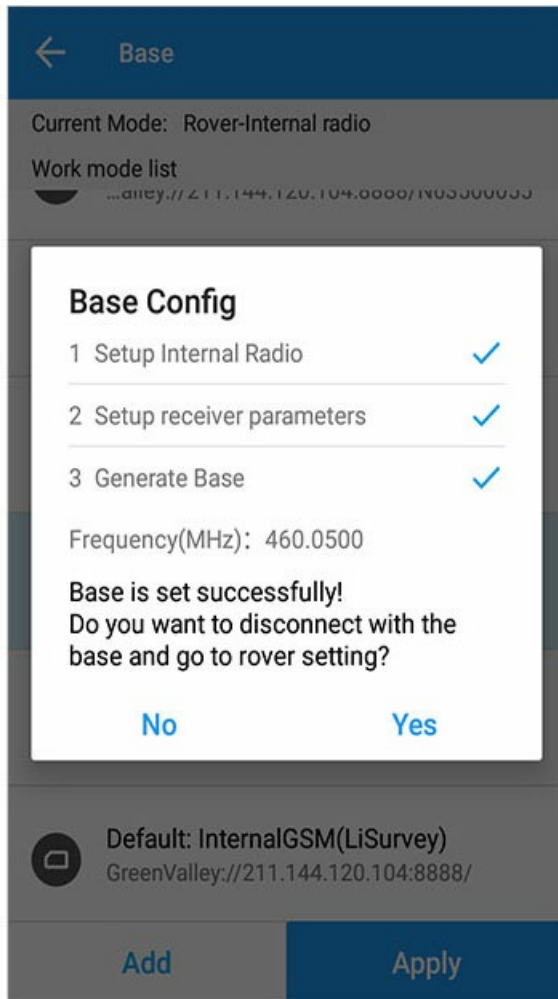 Base
Current Mode: Rover-Internal radio
Work mode list
Base Config
1 Setup Internal Radio
2 Setup receiver parameters
3 Generate Base
Frequency(MHz): 460.0500
Base is set successfully!
Do you want to disconnect with the
base and go to rover setting?
No Yes
Default: InternalGSM(LiSurvey)
GreenValley://211.144.120.104:8888/
Add Apply